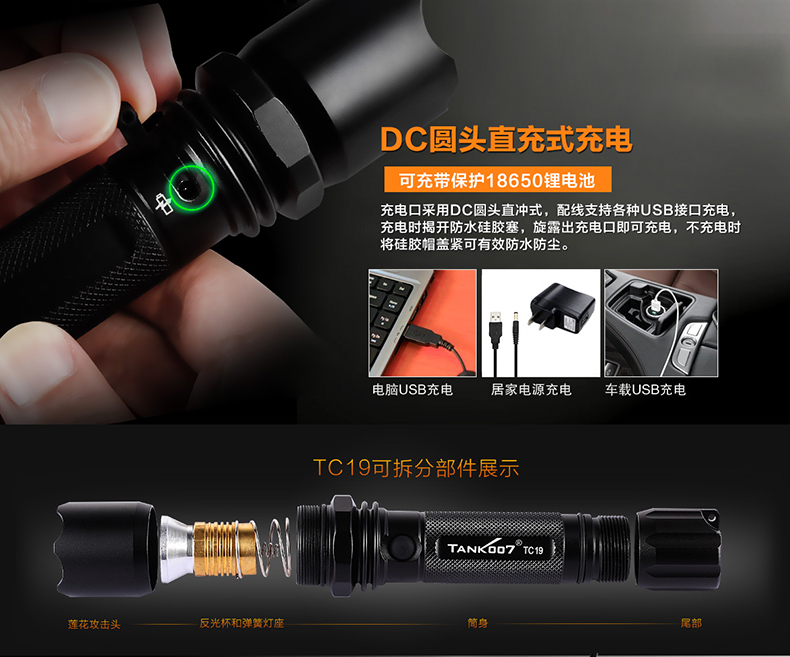 DC圆头直充式充电
可充带保护18650锂电池
充电口采用DC圆头直冲式，配线支持各种USB接口充电，
充电时揭开防水硅胶塞，旋露出充电口即可充电，不充电时
将硅胶帽盖紧可有效防水防尘。
电脑USB充电
居家电源充电
车载USB充电
TC19可拆分部件展示
TANK007® TC19
莲花攻击头
反光杯和弹簧灯座
筒身
尾部